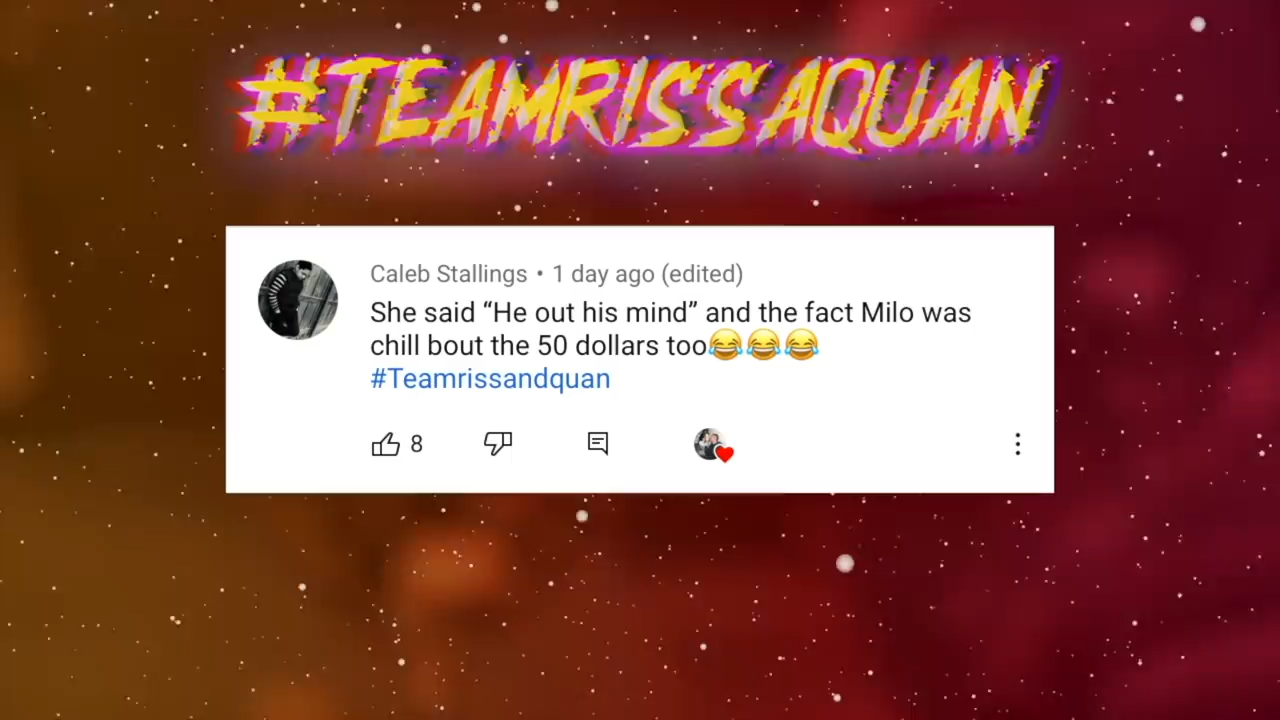 #TEAMRISSAQUAN
Caleb Stallings • 1 day ago (edited)
She said “He out his mind” and the fact Milo was
chill bout the 50 dollars too😂😂😂
#Teamrissandquan
8